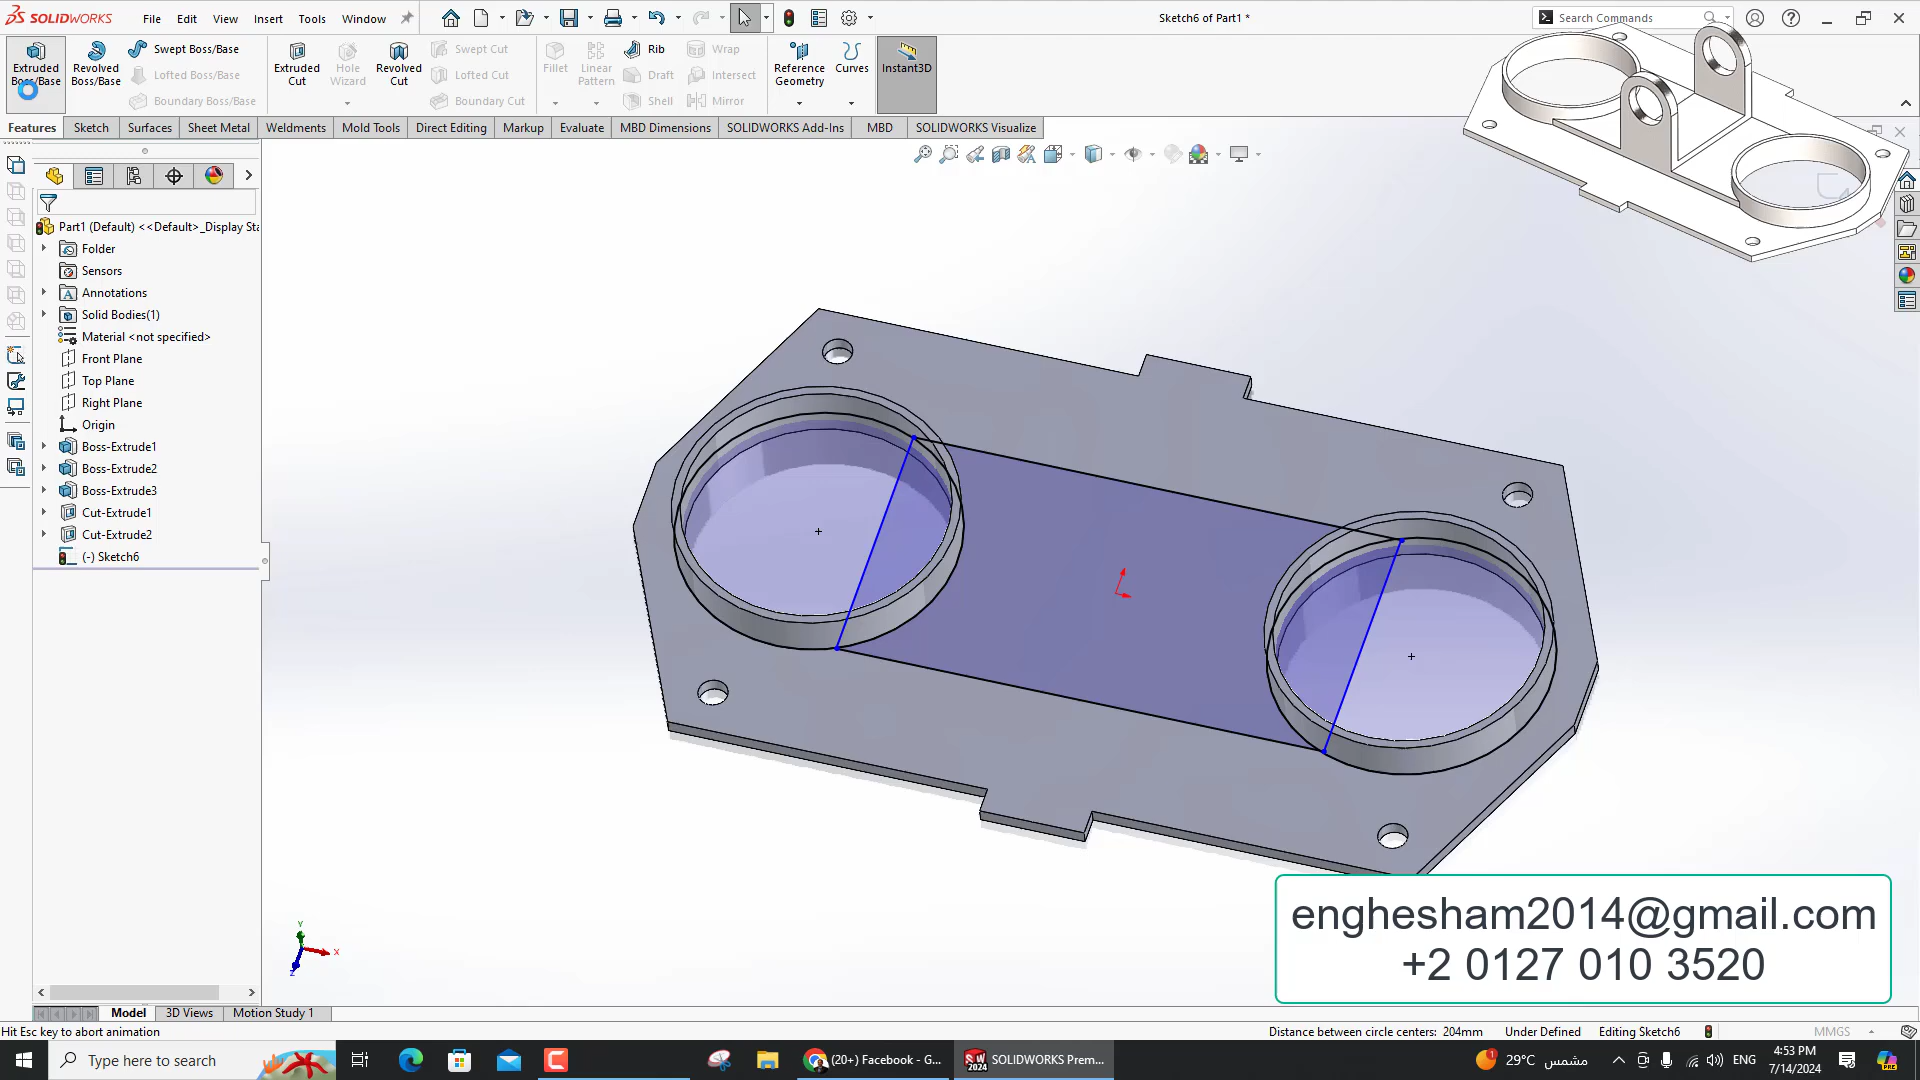 SOLIDWORKS
File
Edit
View
Insert
Tools
Window
Sketch6 of Part1 *
Search Commands
Extruded Boss/Base
Revolved Boss/Base
Swept Boss/Base
Lofted Boss/Base
Boundary Boss/Base
Extruded Cut
Hole Wizard
Revolved Cut
Swept Cut
Lofted Cut
Boundary Cut
Fillet
Linear Pattern
Rib
Draft
Shell
Wrap
Intersect
Mirror
Reference Geometry
Curves
Instant3D
Features
Sketch
Surfaces
Sheet Metal
Weldments
Mold Tools
Direct Editing
Markup
Evaluate
MBD Dimensions
SOLIDWORKS Add-Ins
MBD
SOLIDWORKS Visualize
Part1 (Default) <<Default>_Display Sta
Folder
Sensors
Annotations
Solid Bodies(1)
Material <not specified>
Front Plane
Top Plane
Right Plane
Origin
Boss-Extrude1
Boss-Extrude2
Boss-Extrude3
Cut-Extrude1
Cut-Extrude2
(-) Sketch6
Y
X
Z
enghesham2014@gmail.com
+2 0127 010 3520
Model
3D Views
Motion Study 1
Hit Esc key to abort animation
Distance between circle centers: 204mm
Under Defined
Editing Sketch6
MMGS
Type here to search
(20+) Facebook - G...
SOLIDWORKS Prem...
SW 2024
1
29°C
مشمس
ENG
4:53 PM
7/14/2024
PRE